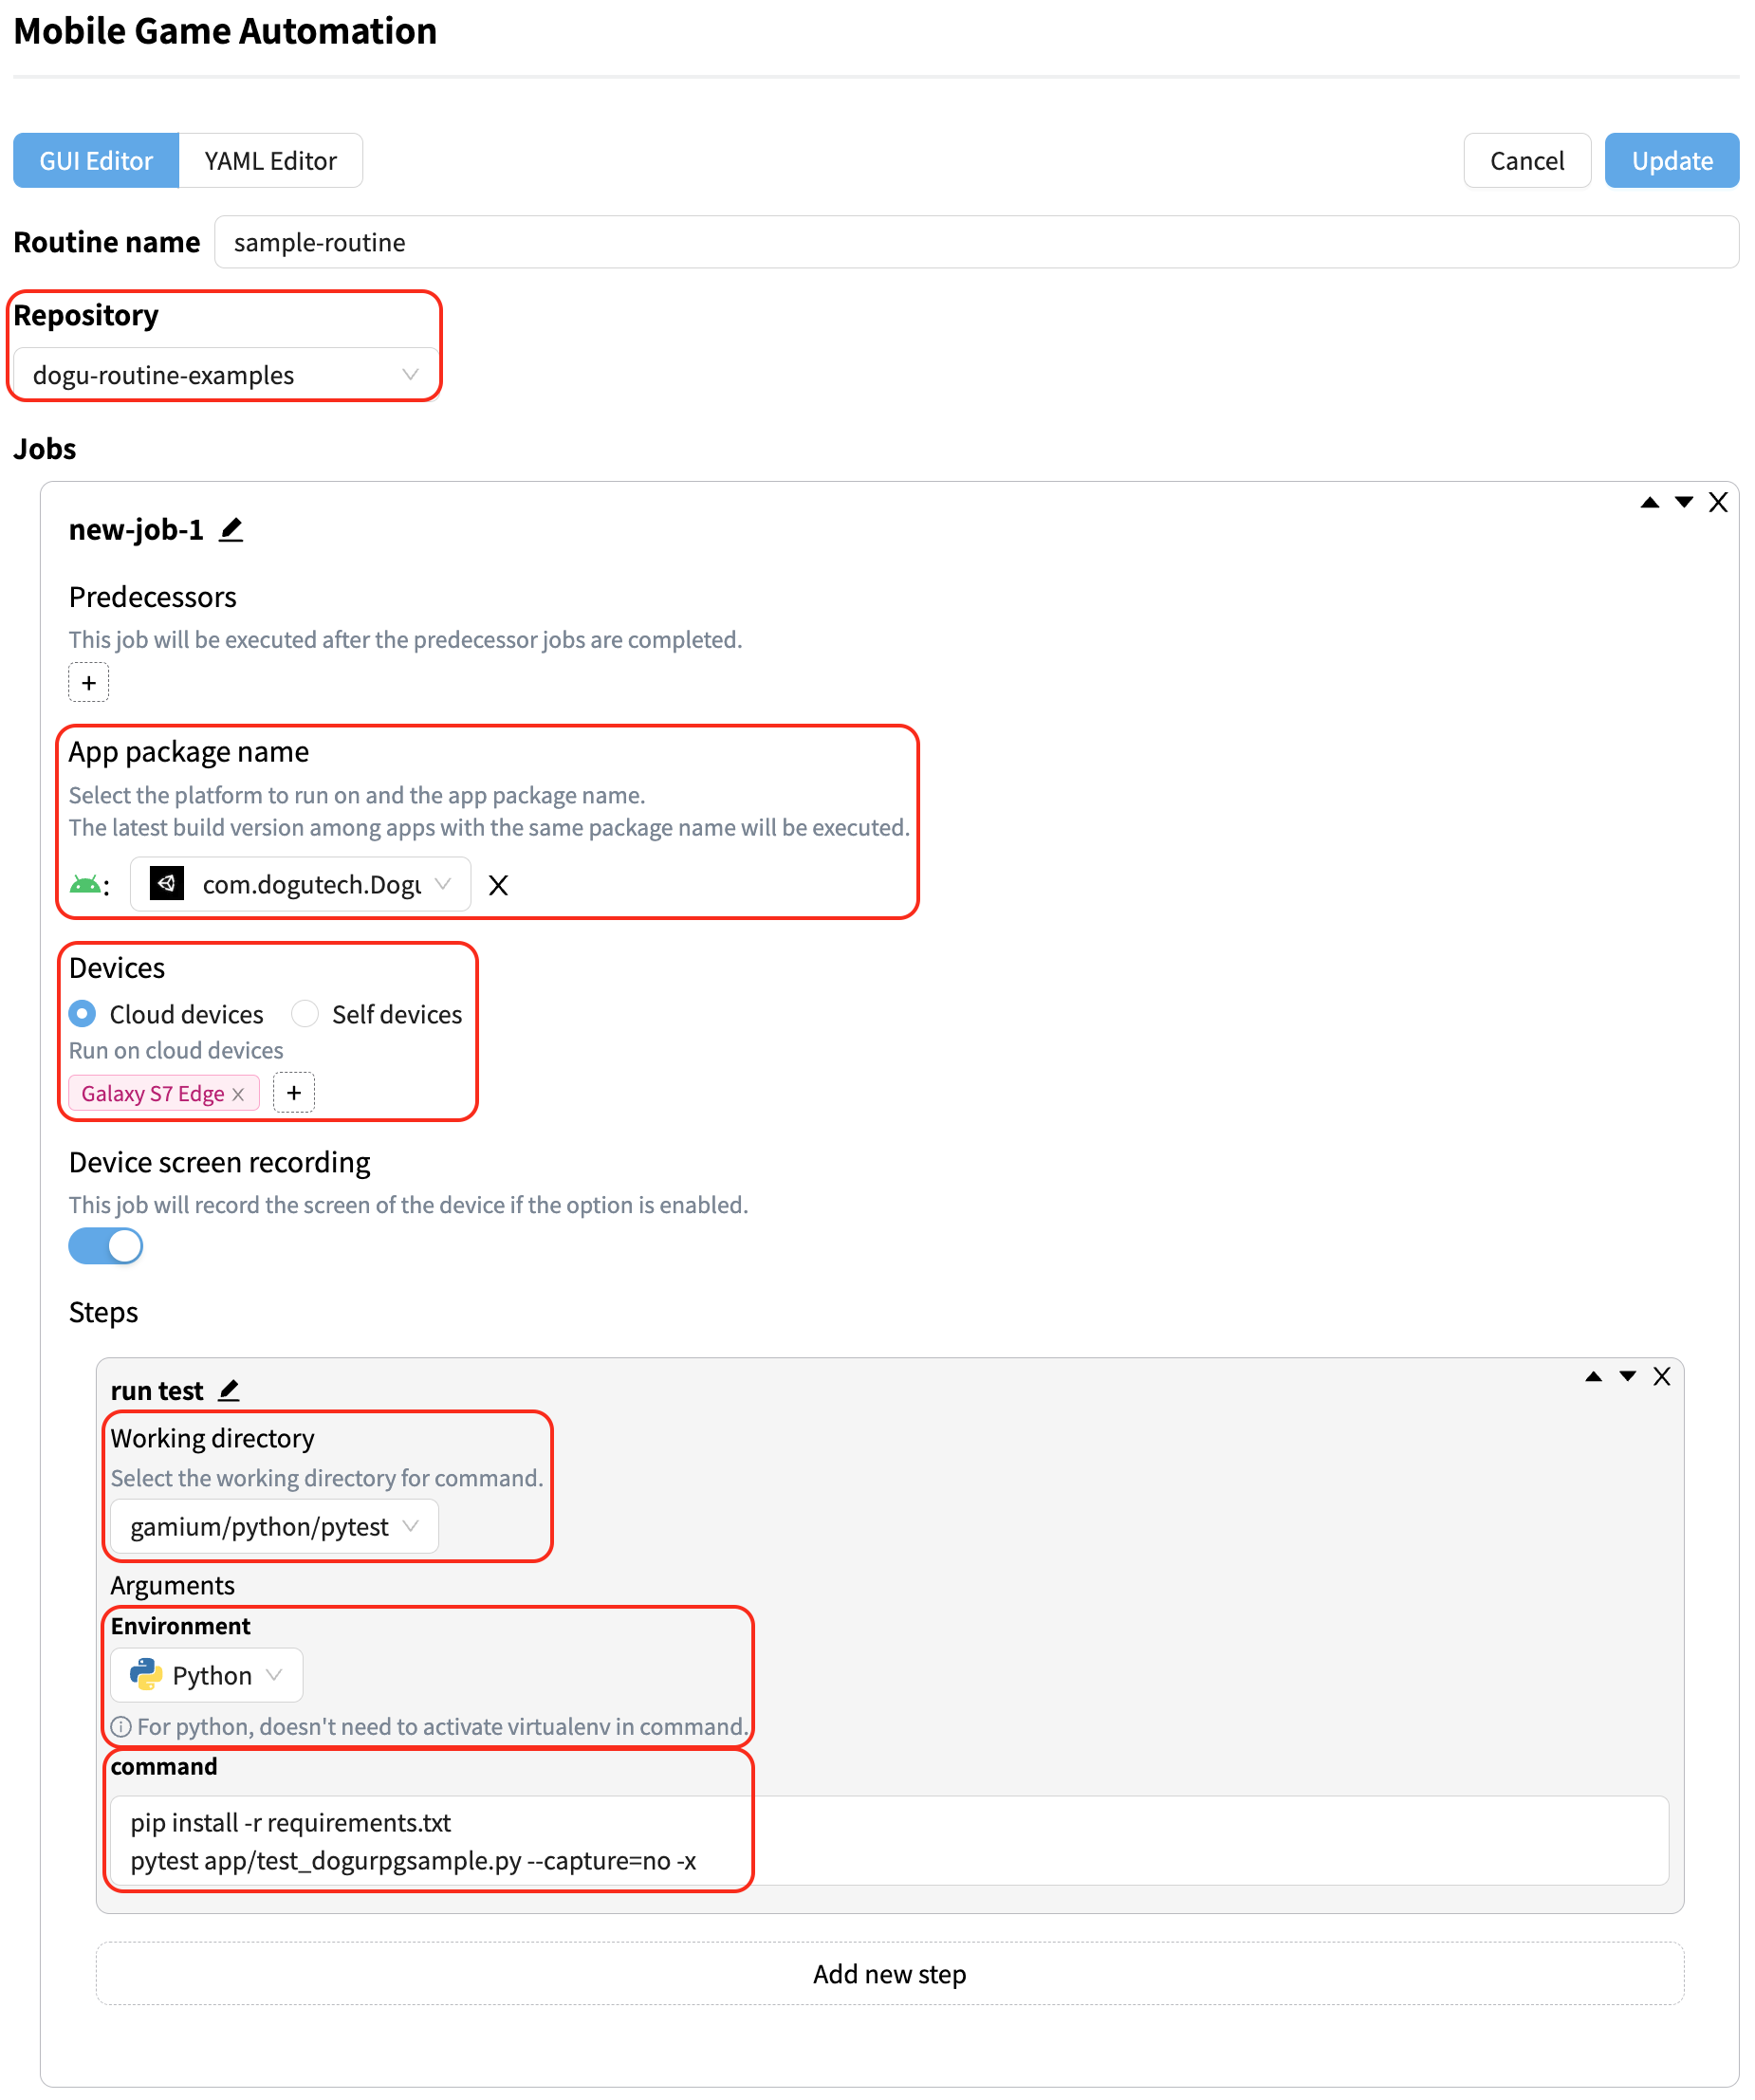 Mobile Game Automation
GUI Editor YAML Editor Cancel Update
Routine name sample-routine
Repository
dogu-routine-examples
Jobs
new-job-1
Predecessors
This job will be executed after the predecessor jobs are completed.
+
App package name
Select the platform to run on and the app package name.
The latest build version among apps with the same package name will be executed.
: com.dogutech.Dogu X
Devices
Cloud devices Self devices
Run on cloud devices
Galaxy S7 Edge × +
Device screen recording
This job will record the screen of the device if the option is enabled.
Steps
run test
Working directory
Select the working directory for command.
gamium/python/pytest
Arguments
Environment
Python
For python, doesn't need to activate virtualenv in command.
command
pip install -r requirements.txt
pytest app/test_dogurpgsample.py --capture=no -x
Add new step